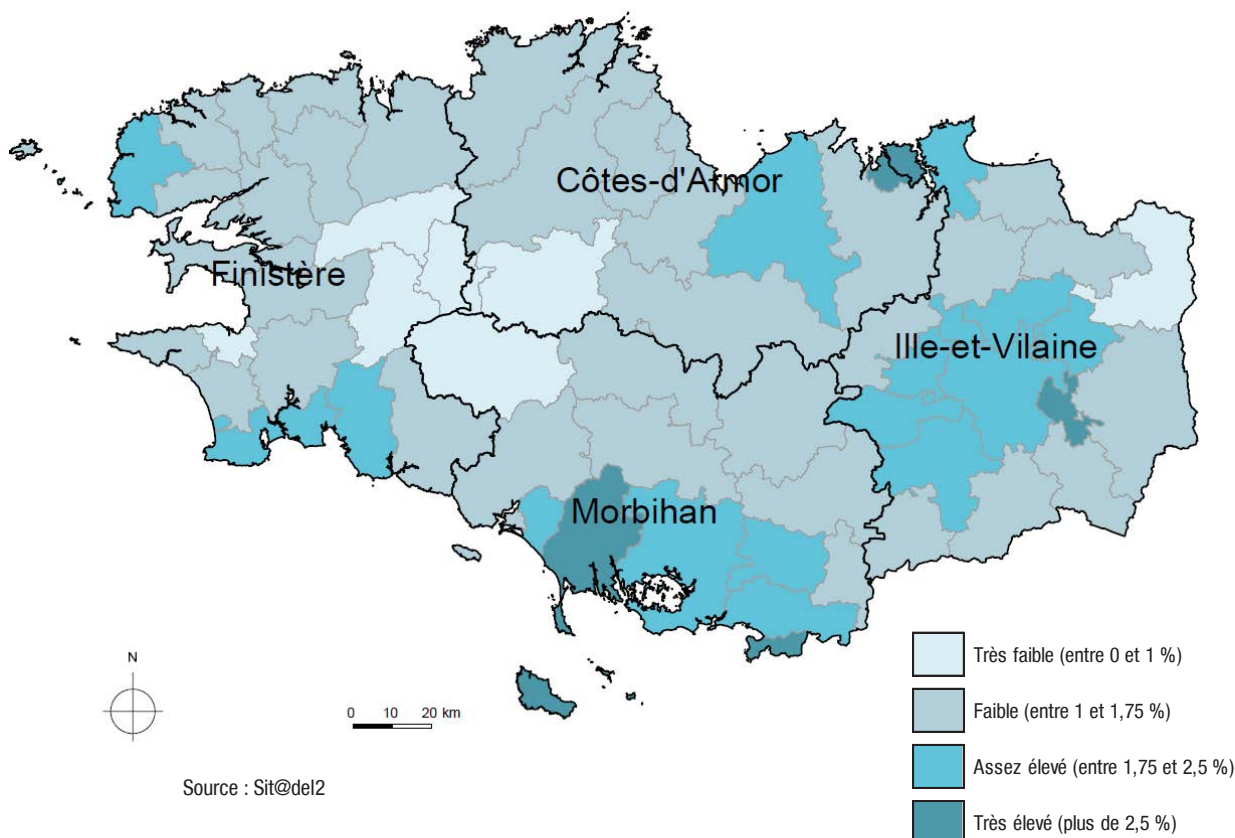 Côtes-d'Armor
Finistère
Ille-et-Vilaine
Morbihan
N
0 10 20 km
Source : Sit@del2
Très faible (entre 0 et 1 %)
Faible (entre 1 et 1,75 %)
Assez élevé (entre 1,75 et 2,5 %)
Très élevé (plus de 2,5 %)